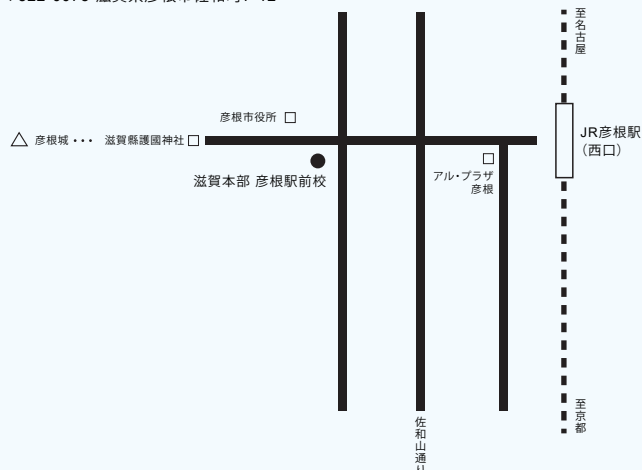 至名古屋
彦根市役所
JR彦根駅
（西口）
彦根城・・・
滋賀縣護國神社
滋賀本部 彦根駅前校
アル・プラザ
彦根
至京都
佐和山通り